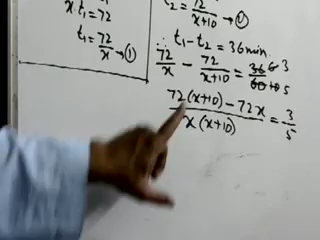 x.t₁ = 72
t₁ = 72/x → ①
t₂ = 72/(x+10) → ②
∴ t₁ - t₂ = 36 min.
72/x - 72/(x+10) = 36 3/60 5
72(x+10) - 72x / x(x+10) = 3/5